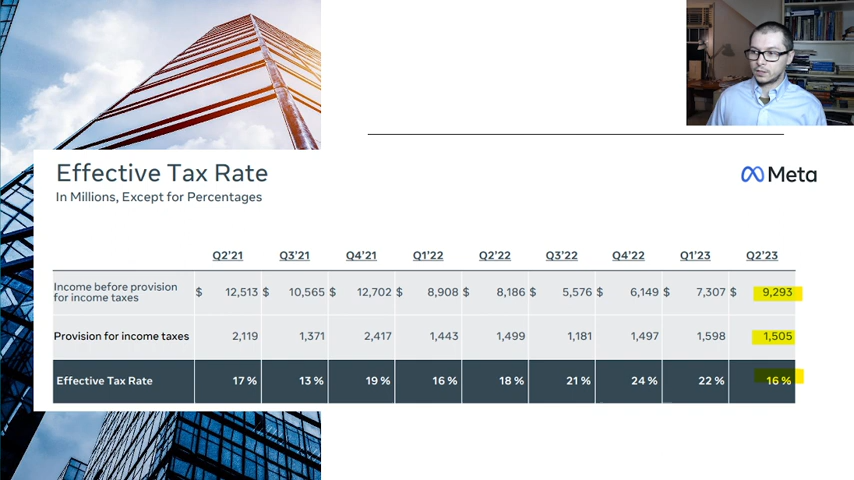 Effective Tax Rate
Meta
In Millions, Except for Percentages
Q2'21 Q3'21 Q4'21 Q1'22 Q2'22 Q3'22 Q4'22 Q1'23 Q2'23
Income before provision
for income taxes $ 12,513 $ 10,565 $ 12,702 $ 8,908 $ 8,186 $ 5,576 $ 6,149 $ 7,307 $ 9,293
Provision for income taxes 2,119 1,371 2,417 1,443 1,499 1,181 1,497 1,598 1,505
Effective Tax Rate 17 % 13 % 19 % 16 % 18 % 21 % 24 % 22 % 16 %